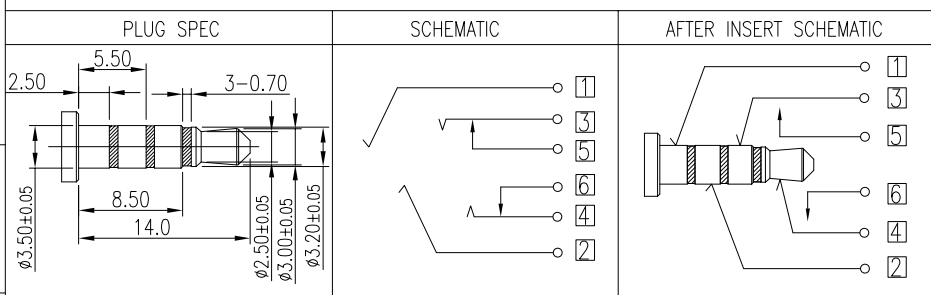 PLUG SPEC
SCHEMATIC
AFTER INSERT SCHEMATIC
5.50
2.50
3-0.70
8.50
14.0
ø3.50±0.05
ø2.50±0.05
ø3.00±0.05
ø3.20±0.05
1
3
5
6
4
2
1
3
5
6
4
2